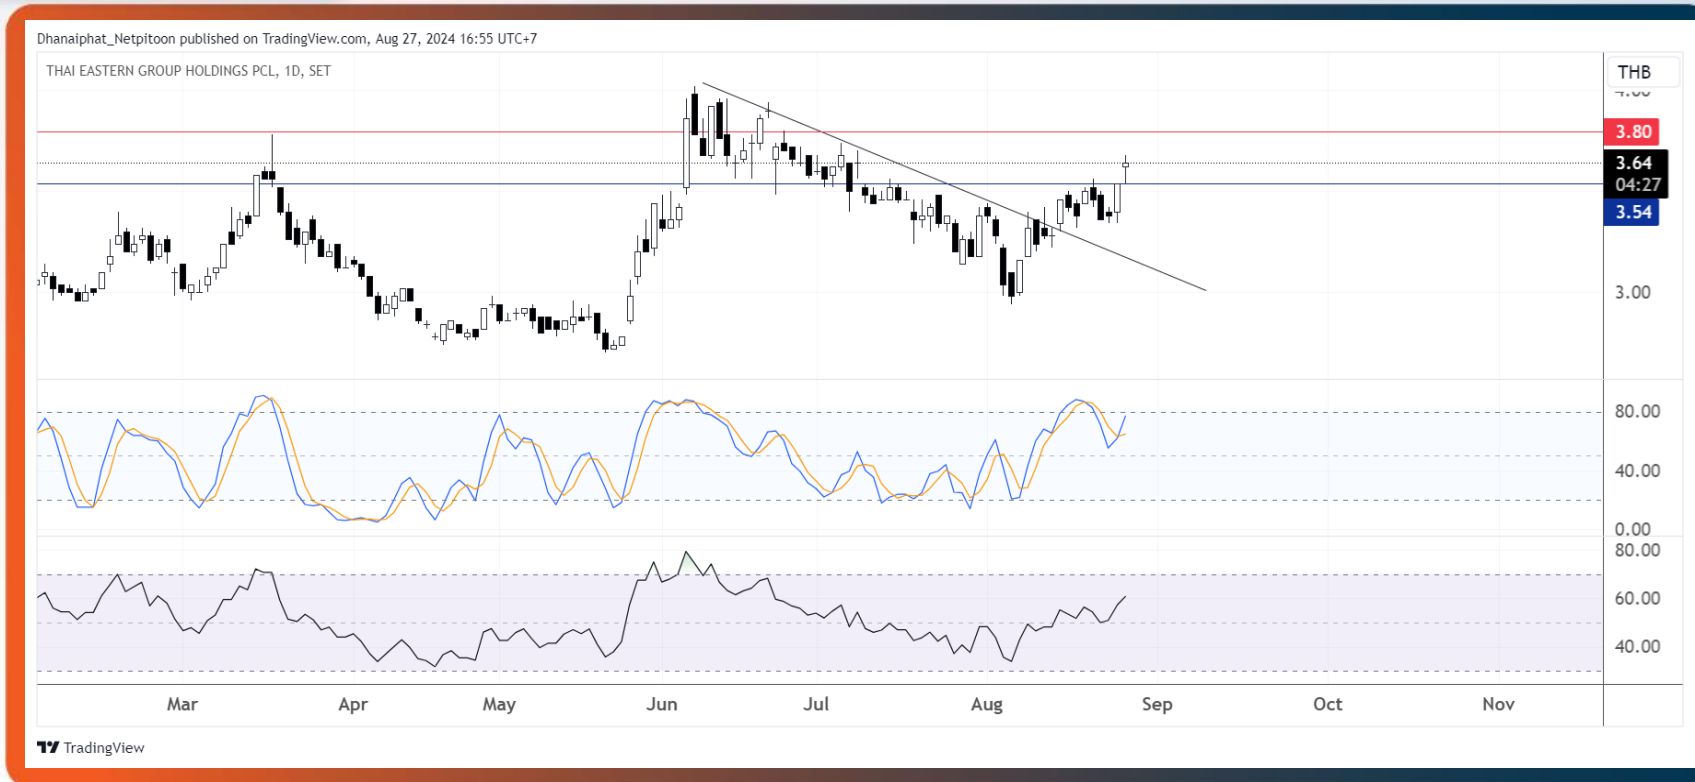 Dhanaiphat_Netpitoon published on TradingView.com, Aug 27, 2024 16:55 UTC+7
THAI EASTERN GROUP HOLDINGS PCL, 1D, SET
THB
4.00
3.80
3.64
04:27
3.54
3.00
80.00
40.00
0.00
80.00
60.00
40.00
Mar Apr May Jun Jul Aug Sep Oct Nov
TradingView